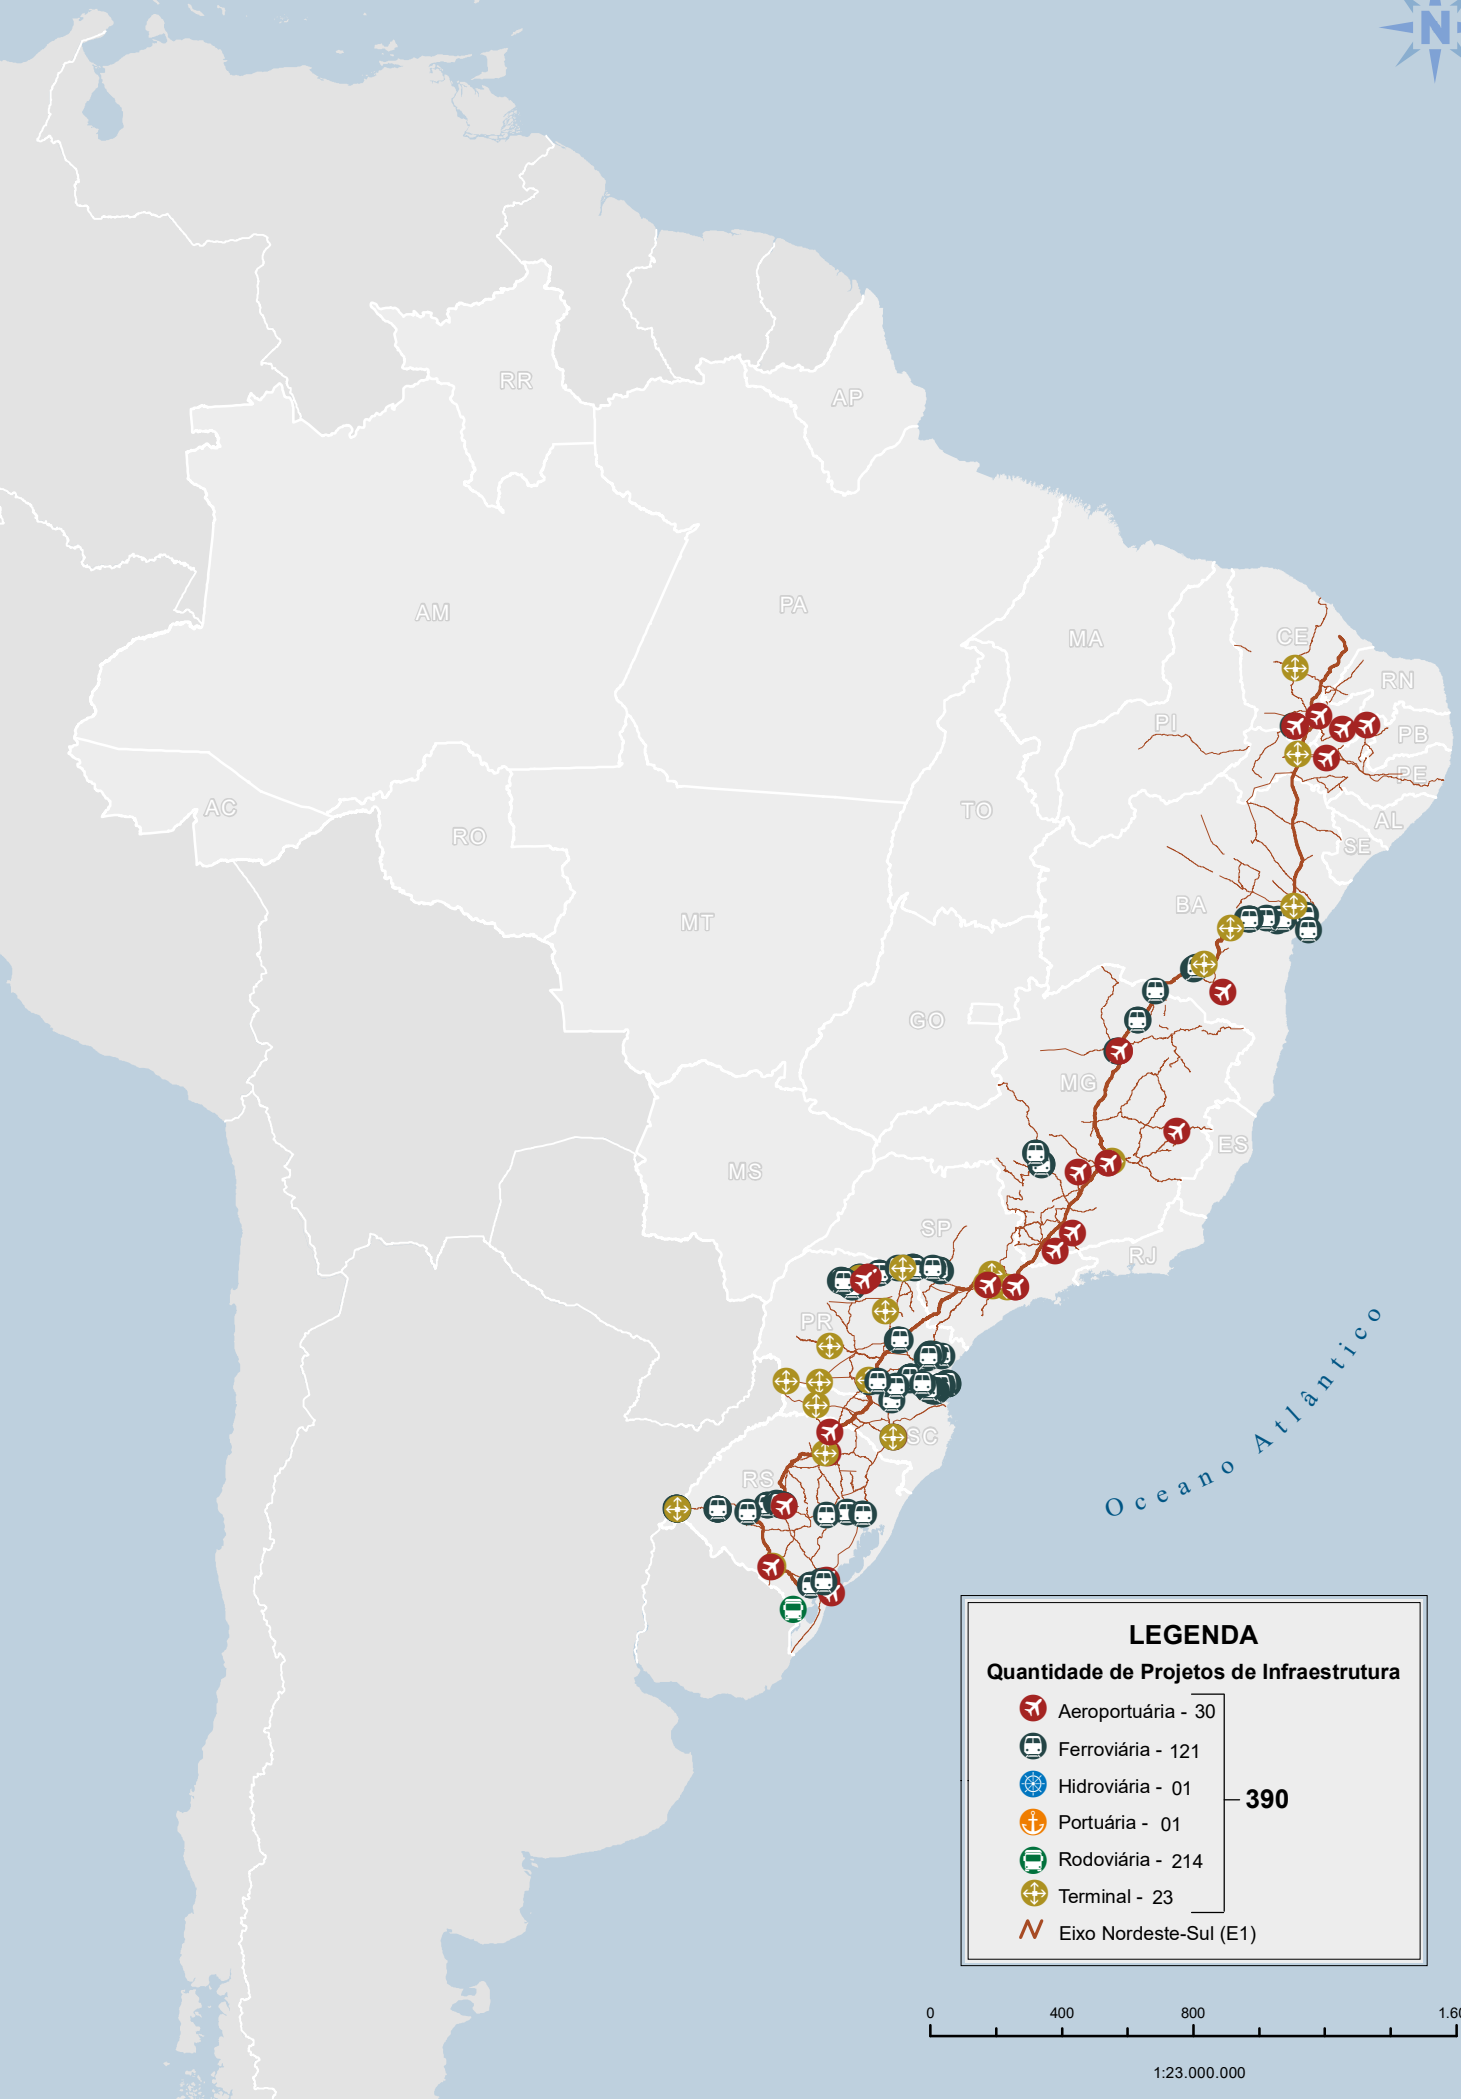 N
RR
AP
AM
PA
MA
CE
RN
PI
PB
PE
AC
RO
TO
AL
SE
BA
MT
GO
MG
ES
MS
SP
RJ
PR
SC
RS
Oceano Atlântico
LEGENDA
Quantidade de Projetos de Infraestrutura
Aeroportuária - 30
Ferroviária - 121
Hidroviária - 01
390
Portuária - 01
Rodoviária - 214
Terminal - 23
Eixo Nordeste-Sul (E1)
0 400 800
1:23.000.000